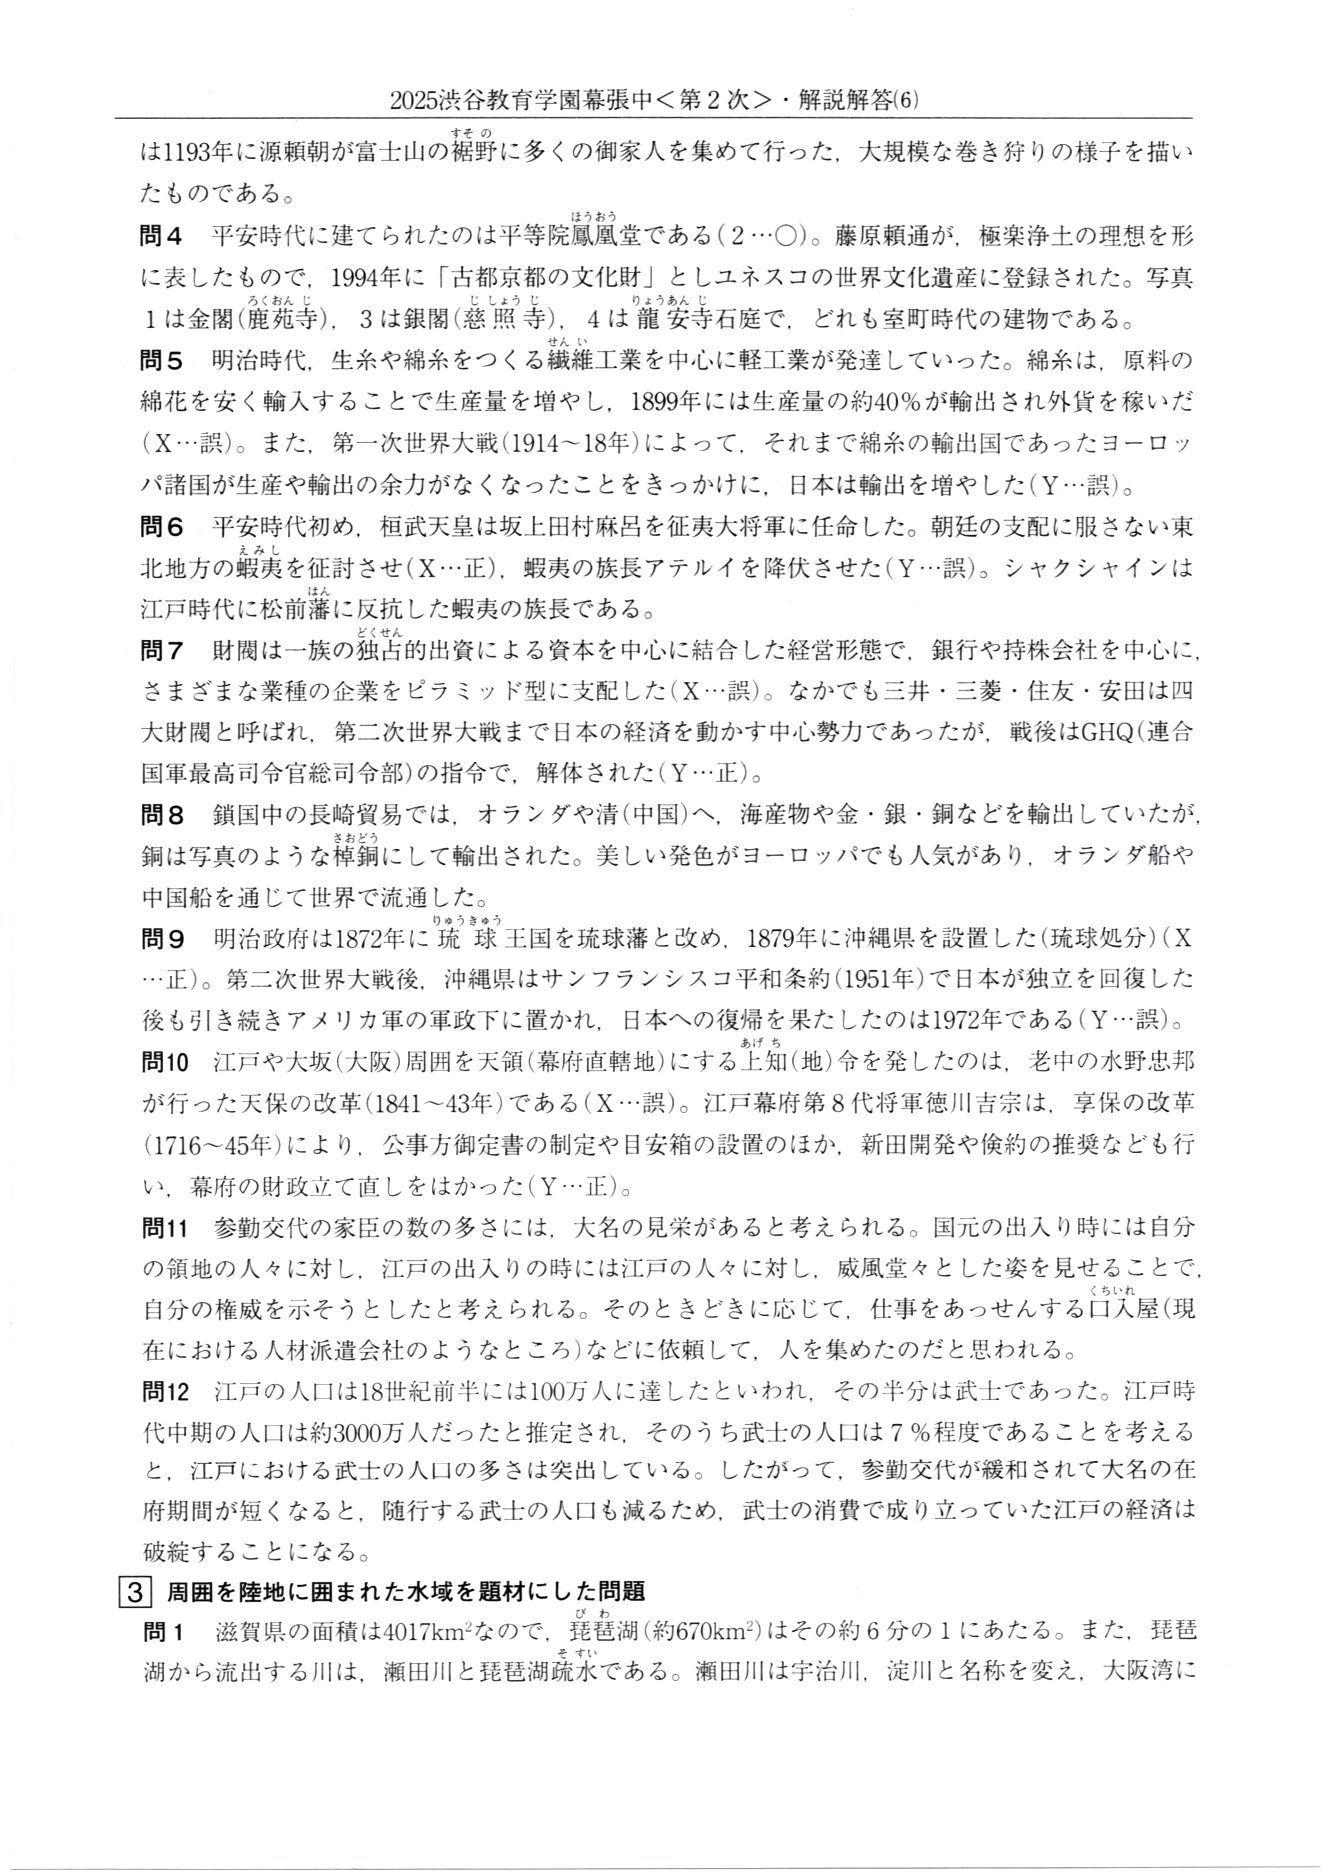 2025渋谷教育学園幕張中＜第２次＞・解説解答(6)
は1193年に源頼朝が富士山の裾野に多くの御家人を集めて行った，大規模な巻き狩りの様子を描い
たものである。
問４　平安時代に建てられたのは平等院鳳凰堂である(２…○)。藤原頼通が，極楽浄土の理想を形
に表したもので，1994年に「古都京都の文化財」としユネスコの世界文化遺産に登録された。写真
１は金閣(鹿苑寺)，３は銀閣(慈照寺)，４は龍安寺石庭で，どれも室町時代の建物である。
問５　明治時代，生糸や綿糸をつくる繊維工業を中心に軽工業が発達していった。綿糸は，原料の
綿花を安く輸入することで生産量を増やし，1899年には生産量の約40％が輸出され外貨を稼いだ
(Ｘ…誤)。また，第一次世界大戦(1914～18年)によって，それまで綿糸の輸出国であったヨーロッ
パ諸国が生産や輸出の余力がなくなったことをきっかけに，日本は輸出を増やした(Ｙ…誤)。
問６　平安時代初め，桓武天皇は坂上田村麻呂を征夷大将軍に任命した。朝廷の支配に服さない東
北地方の蝦夷を征討させ(Ｘ…正)，蝦夷の族長アテルイを降伏させた(Ｙ…誤)。シャクシャインは
江戸時代に松前藩に反抗した蝦夷の族長である。
問７　財閥は一族の独占的出資による資本を中心に結合した経営形態で，銀行や持株会社を中心に，
さまざまな業種の企業をピラミッド型に支配した(Ｘ…誤)。なかでも三井・三菱・住友・安田は四
大財閥と呼ばれ，第二次世界大戦まで日本の経済を動かす中心勢力であったが，戦後はGHQ(連合
国軍最高司令官総司令部)の指令で，解体された(Ｙ…正)。
問８　鎖国中の長崎貿易では，オランダや清(中国)へ，海産物や金・銀・銅などを輸出していたが，
銅は写真のような棹銅にして輸出された。美しい発色がヨーロッパでも人気があり，オランダ船や
中国船を通じて世界で流通した。
問９　明治政府は1872年に琉球王国を琉球藩と改め，1879年に沖縄県を設置した(琉球処分)(Ｘ
…正)。第二次世界大戦後，沖縄県はサンフランシスコ平和条約(1951年)で日本が独立を回復した
後も引き続きアメリカ軍の軍政下に置かれ，日本への復帰を果たしたのは1972年である(Ｙ…誤)。
問10　江戸や大坂(大阪)周囲を天領(幕府直轄地)にする上知(地)令を発したのは，老中の水野忠邦
が行った天保の改革(1841～43年)である(Ｘ…誤)。江戸幕府第８代将軍徳川吉宗は，享保の改革
(1716～45年)により，公事方御定書の制定や目安箱の設置のほか，新田開発や倹約の推奨なども行
い，幕府の財政立て直しをはかった(Ｙ…正)。
問11　参勤交代の家臣の数の多さには，大名の見栄があると考えられる。国元の出入り時には自分
の領地の人々に対し，江戸の出入りの時には江戸の人々に対し，威風堂々とした姿を見せることで，
自分の権威を示そうとしたと考えられる。そのときどきに応じて，仕事をあっせんする口入屋(現
在における人材派遣会社のようなところ)などに依頼して，人を集めたのだと思われる。
問12　江戸の人口は18世紀前半には100万人に達したといわれ，その半分は武士であった。江戸時
代中期の人口は約3000万人だったと推定され，そのうち武士の人口は７％程度であることを考える
と，江戸における武士の人口の多さは突出している。したがって，参勤交代が緩和されて大名の在
府期間が短くなると，随行する武士の人口も減るため，武士の消費で成り立っていた江戸の経済は
破綻することになる。
3 周囲を陸地に囲まれた水域を題材にした問題
問１　滋賀県の面積は4017km²なので，琵琶湖(約670km²)はその約６分の１にあたる。また，琵琶
湖から流出する川は，瀬田川と琵琶湖疏水である。瀬田川は宇治川，淀川と名称を変え，大阪湾に